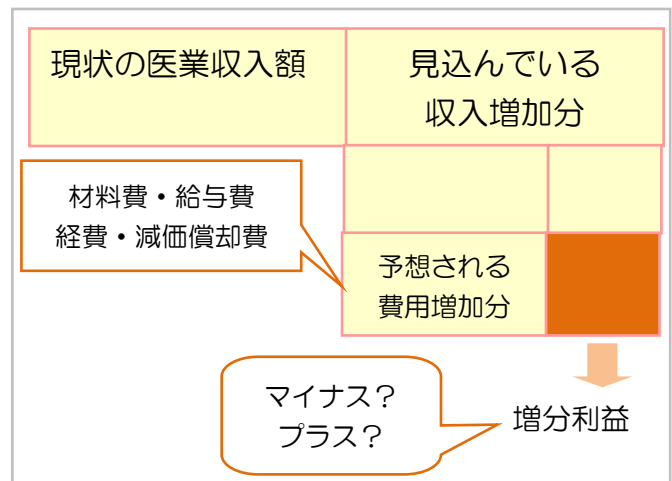 現状の医業収入額
見込んでいる
収入増加分
材料費・給与費
経費・減価償却費
予想される
費用増加分
マイナス？
プラス？
増分利益